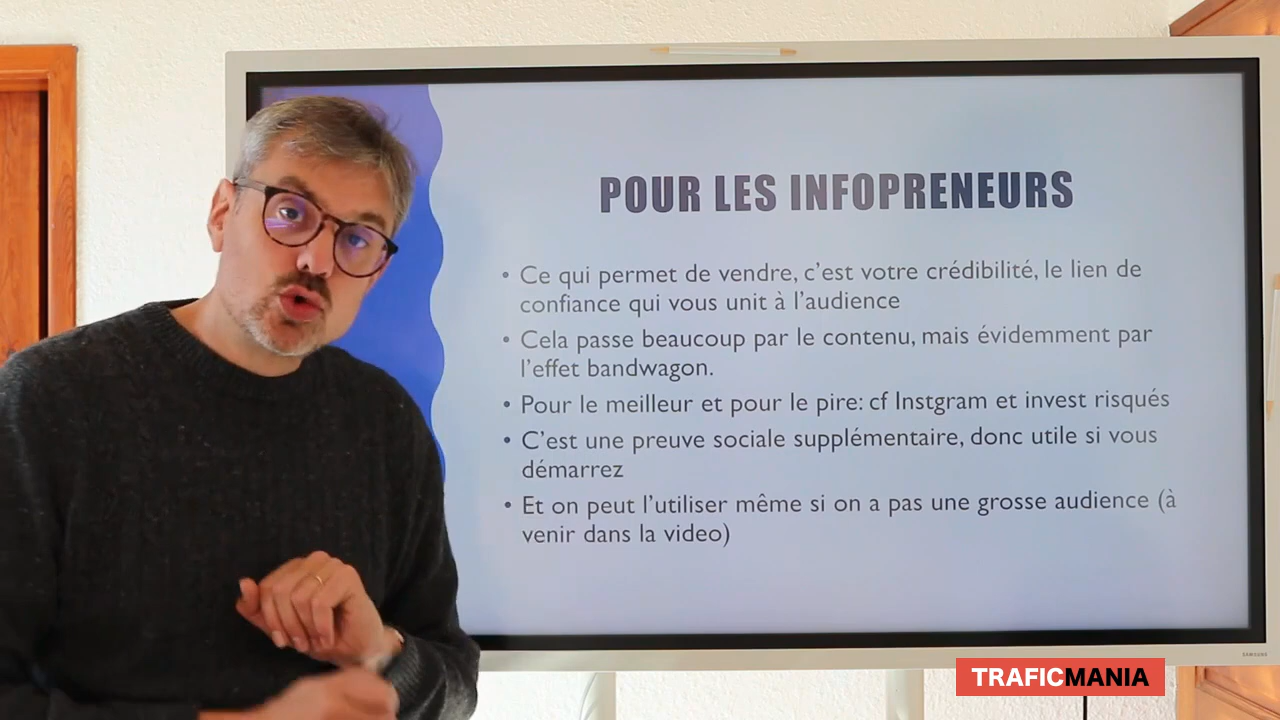 POUR LES INFOPRENEURS
• Ce qui permet de vendre, c'est votre crédibilité, le lien de
confiance qui vous unit à l'audience
• Cela passe beaucoup par le contenu, mais évidemment par
l'effet bandwagon.
• Pour le meilleur et pour le pire: cf Instgram et invest risqués
• C'est une preuve sociale supplémentaire, donc utile si vous
démarrez
• Et on peut l'utiliser même si on a pas une grosse audience (à
venir dans la video)
SAMSUNG
TRAFICMANIA